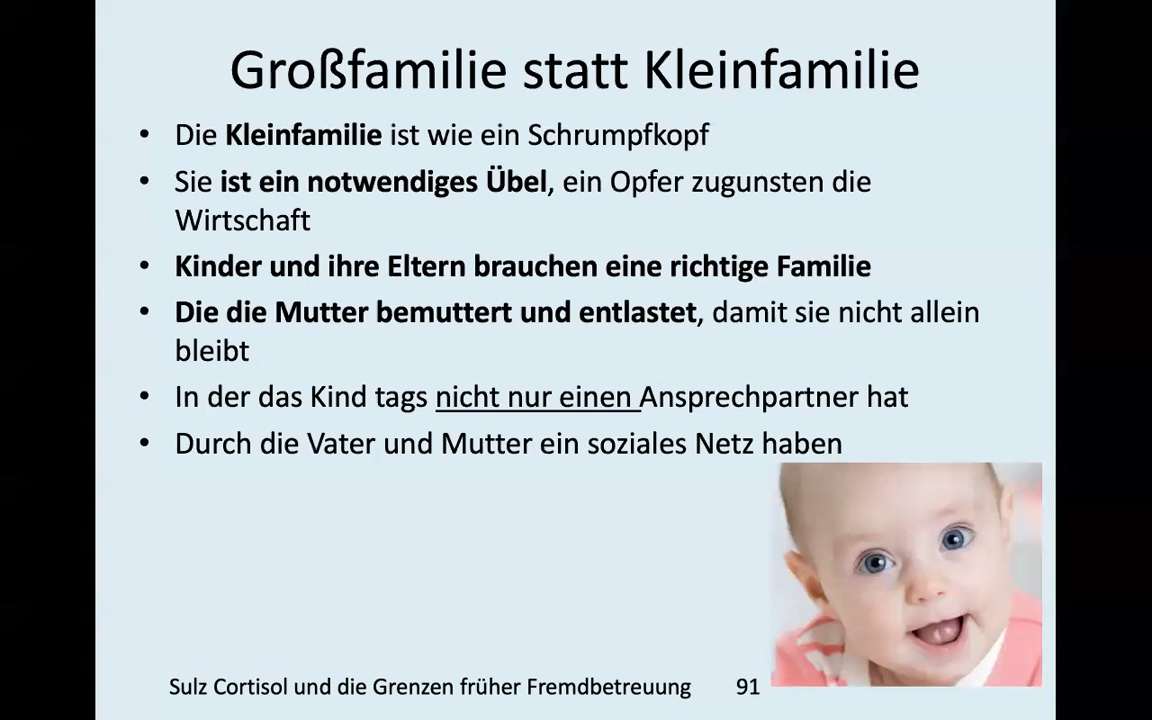 Großfamilie statt Kleinfamilie
• Die Kleinfamilie ist wie ein Schrumpfkopf
• Sie ist ein notwendiges Übel, ein Opfer zugunsten die
Wirtschaft
• Kinder und ihre Eltern brauchen eine richtige Familie
• Die die Mutter bemuttert und entlastet, damit sie nicht allein
bleibt
• In der das Kind tags nicht nur einen Ansprechpartner hat
• Durch die Vater und Mutter ein soziales Netz haben
Sulz Cortisol und die Grenzen früher Fremdbetreuung 91